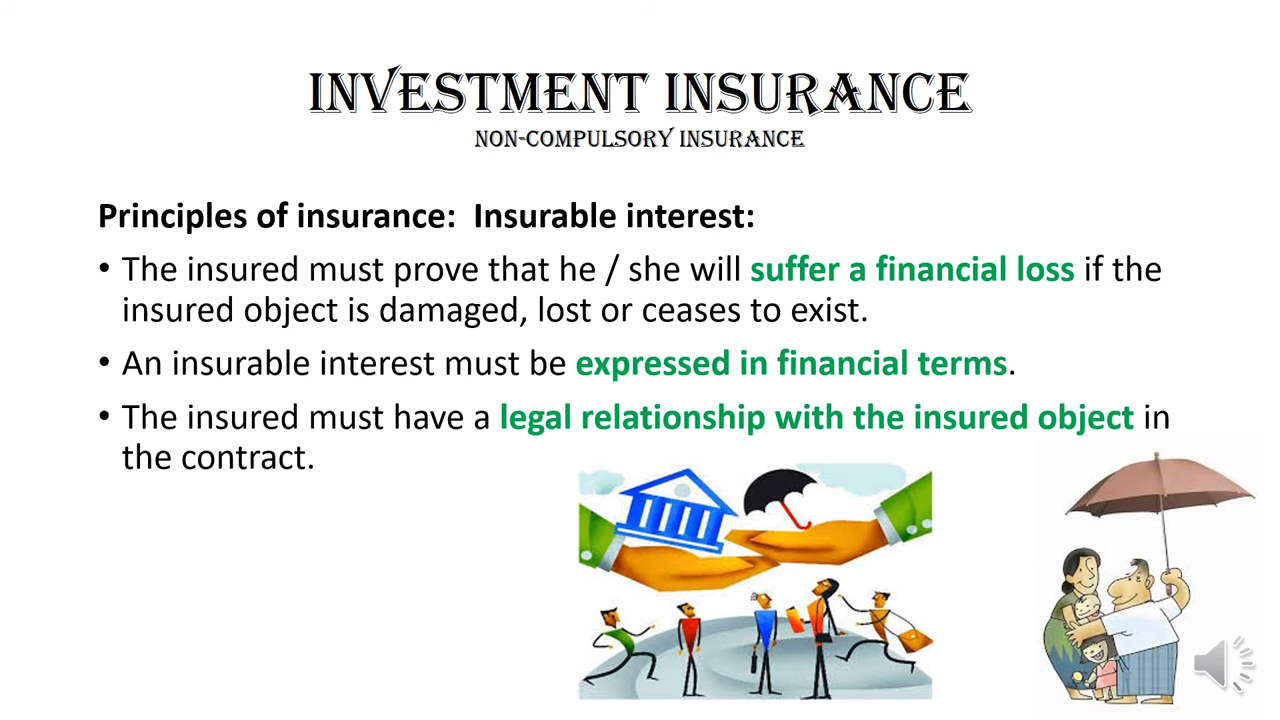 INVESTMENT INSURANCE
NON-COMPULSORY INSURANCE
Principles of insurance:  Insurable interest:
• The insured must prove that he / she will suffer a financial loss if the
insured object is damaged, lost or ceases to exist.
• An insurable interest must be expressed in financial terms.
• The insured must have a legal relationship with the insured object in
the contract.